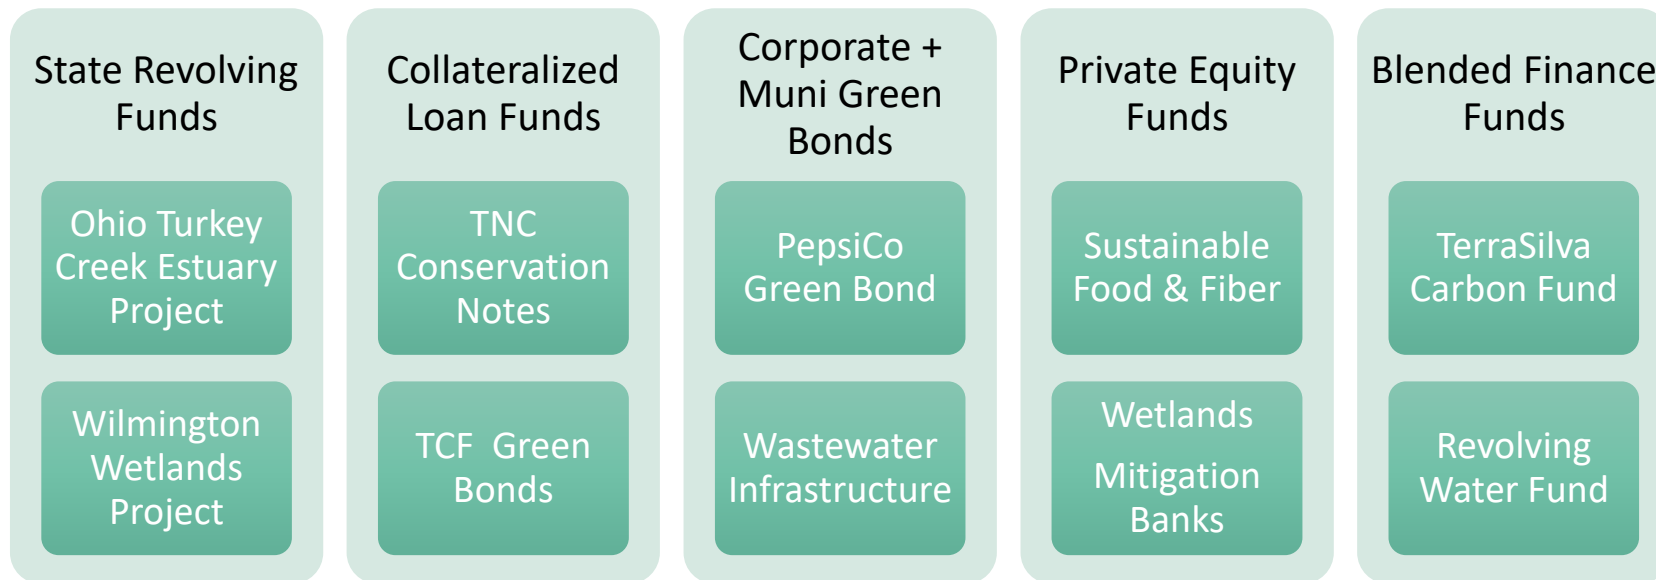 State Revolving
Funds
Ohio Turkey
Creek Estuary
Project
Wilmington
Wetlands
Project
Collateralized
Loan Funds
TNC
Conservation
Notes
TCF  Green
Bonds
Corporate +
Muni Green
Bonds
PepsiCo
Green Bond
Wastewater
Infrastructure
Private Equity
Funds
Sustainable
Food & Fiber
Wetlands
Mitigation
Banks
Blended Finance
Funds
TerraSilva
Carbon Fund
Revolving
Water Fund